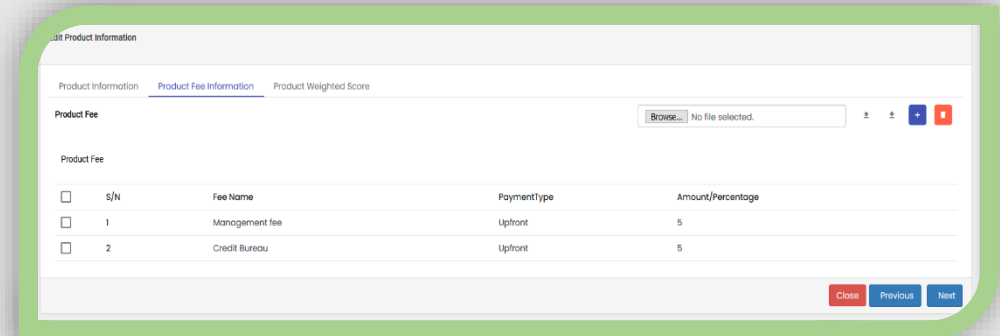 dit Product Information
Product Information Product Fee Information Product Weighted Score
Product Fee
Browse... No file selected.
+
Product Fee
S/N Fee Name PaymentType Amount/Percentage
1 Management fee Upfront 5
2 Credit Bureau Upfront 5
Close Previous Next